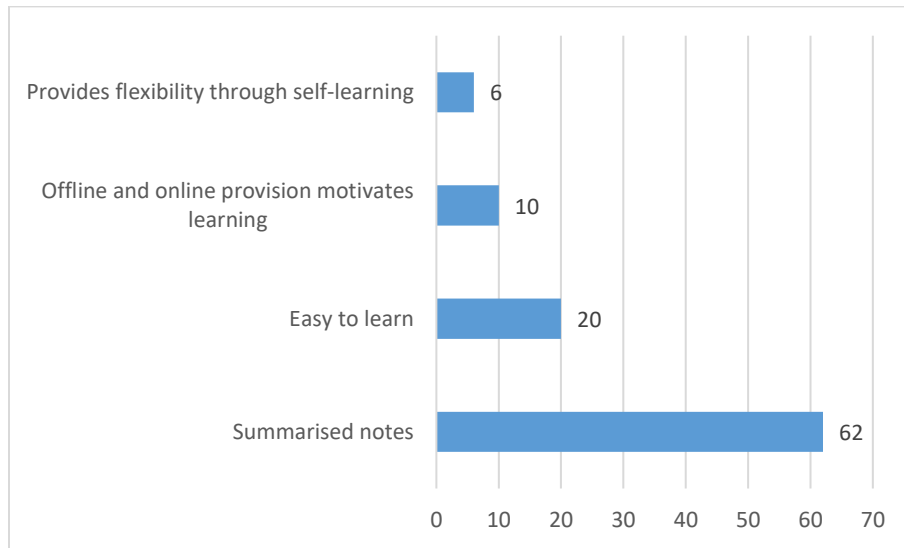 Provides flexibility through self-learning
6
Offline and online provision motivates
learning
10
Easy to learn
20
Summarised notes
62
0 10 20 30 40 50 60 70